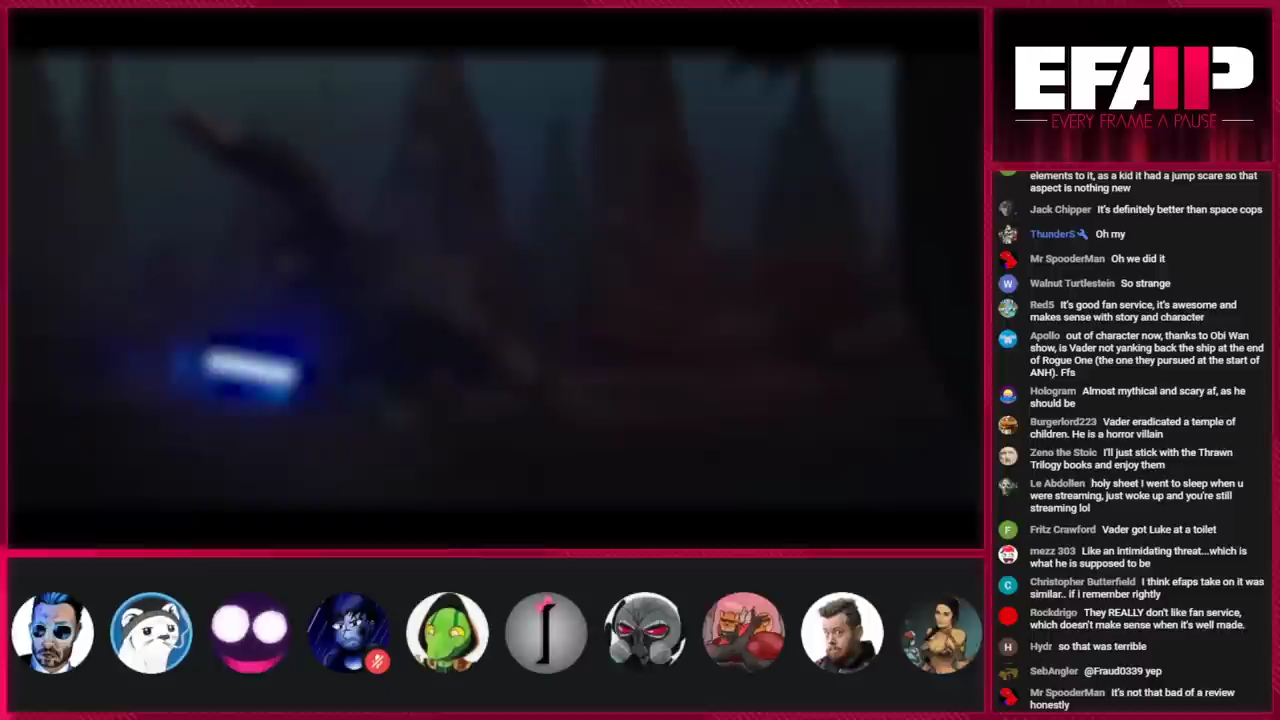 EFAP
EVERY FRAME A PAUSE
elements to it, as a kid it had a jump scare so that
aspect is nothing new
Jack Chipper It's definitely better than space cops
ThunderS Oh my
Mr SpooderMan Oh we did it
W
Walnut Turtlestein So strange
Red5 It's good fan service, it's awesome and
makes sense with story and character
Apollo out of character now, thanks to Obi Wan
show, is Vader not yanking back the ship at the end
of Rogue One (the one they pursued at the start of
ANH). Ffs
Hologram Almost mythical and scary af, as he
should be
Burgerlord223 Vader eradicated a temple of
children. He is a horror villain
Zeno the Stoic I'll just stick with the Thrawn
Trilogy books and enjoy them
Le Abdollen holy sheet I went to sleep when u
were streaming, just woke up and you're still
streaming lol
F
Fritz Crawford Vader got Luke at a toilet
mezz 303 Like an intimidating threat...which is
what he is supposed to be
C
Christopher Butterfield I think efaps take on it was
similar.. if i remember rightly
Rockdrigo They REALLY don't like fan service,
which doesn't make sense when it's well made.
H
Hydr so that was terrible
SebAngler @Fraud0339 yep
Mr SpooderMan It's not that bad of a review
honestly